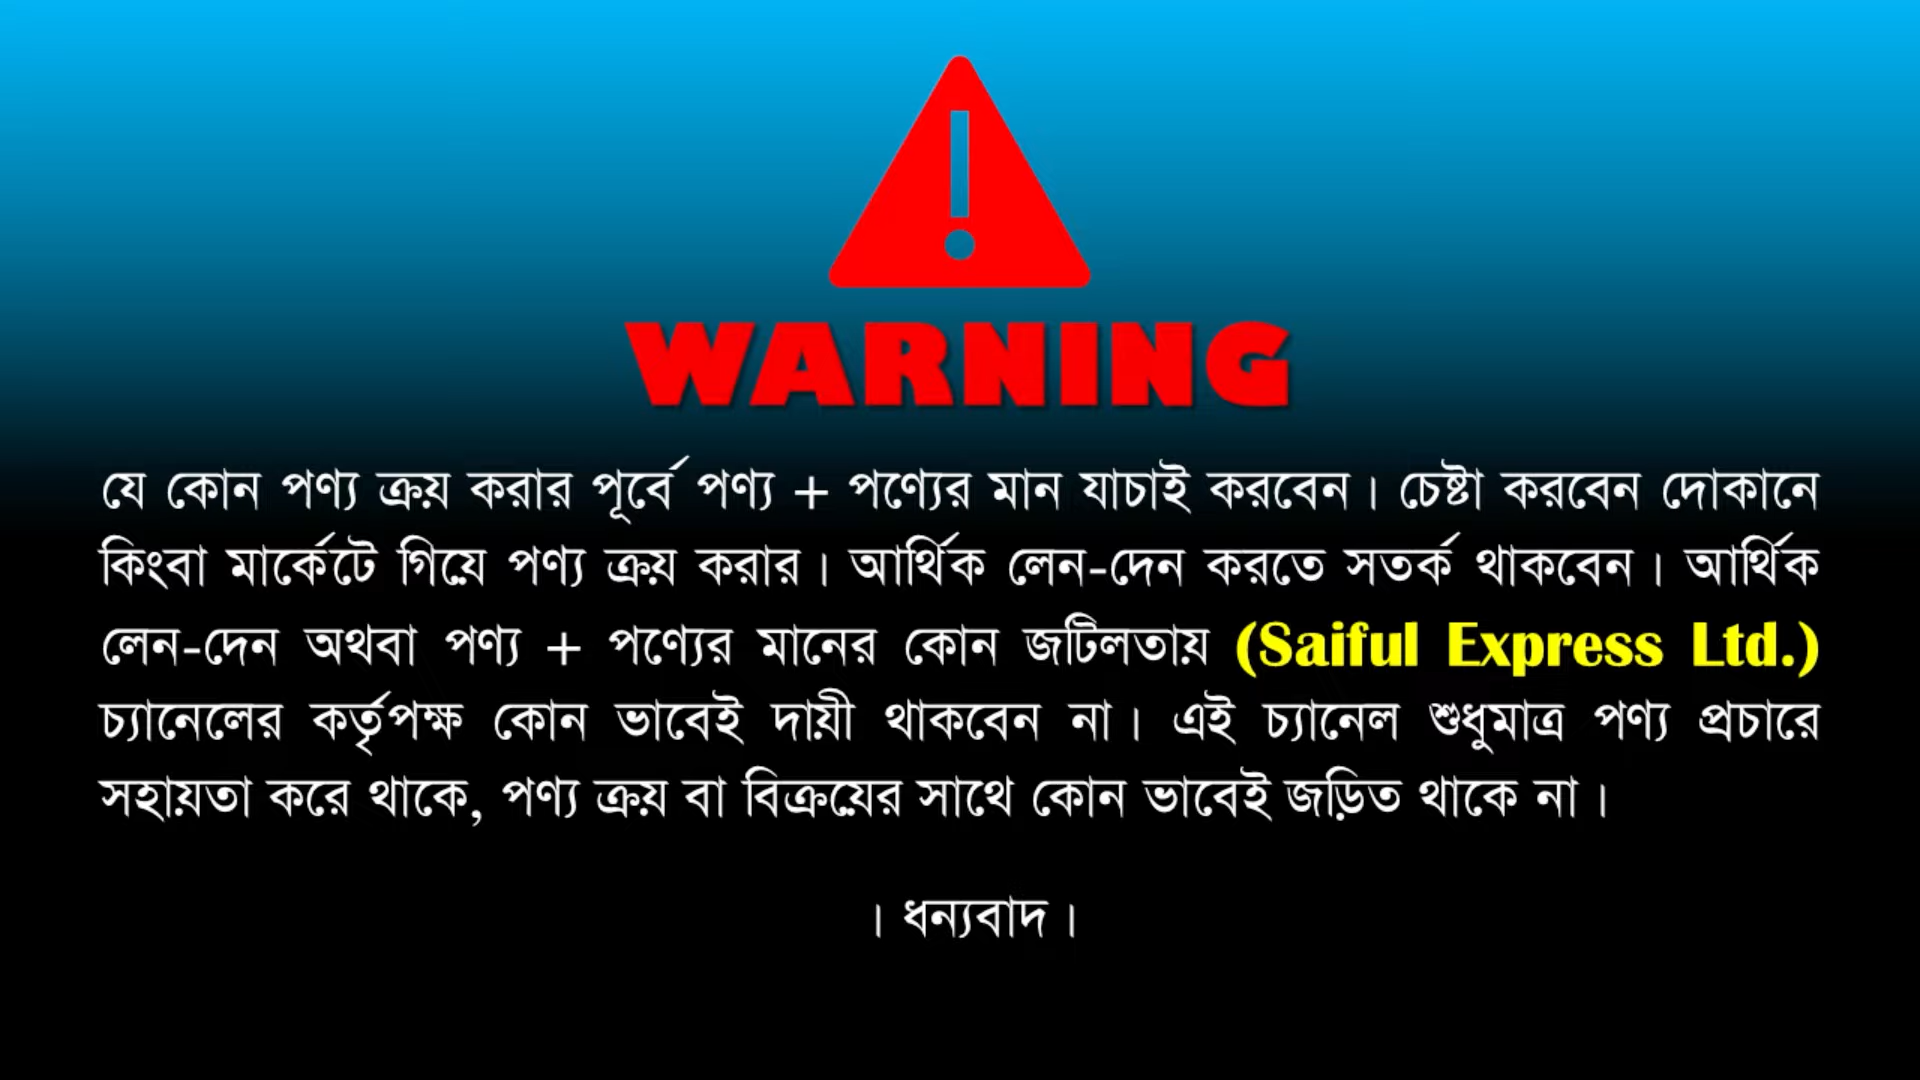 WARNING
যে কোন পণ্য ক্রয় করার পূর্বে পণ্য + পণ্যের মান যাচাই করবেন। চেষ্টা করবেন দোকানে
কিংবা মার্কেটে গিয়ে পণ্য ক্রয় করার। আর্থিক লেন-দেন করতে সতর্ক থাকবেন। আর্থিক
লেন-দেন অথবা পণ্য + পণ্যের মানের কোন জটিলতায় (Saiful Express Ltd.)
চ্যানেলের কর্তৃপক্ষ কোন ভাবেই দায়ী থাকবেন না। এই চ্যানেল শুধুমাত্র পণ্য প্রচারে
সহায়তা করে থাকে, পণ্য ক্রয় বা বিক্রয়ের সাথে কোন ভাবেই জড়িত থাকে না।
। ধন্যবাদ।